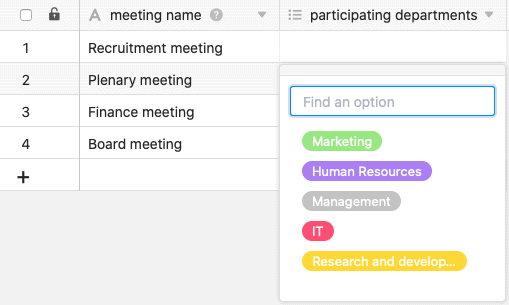 meeting name
participating departments
1 Recruitment meeting
2 Plenary meeting
3 Finance meeting
4 Board meeting
Find an option
Marketing
Human Resources
Management
IT
Research and develop...